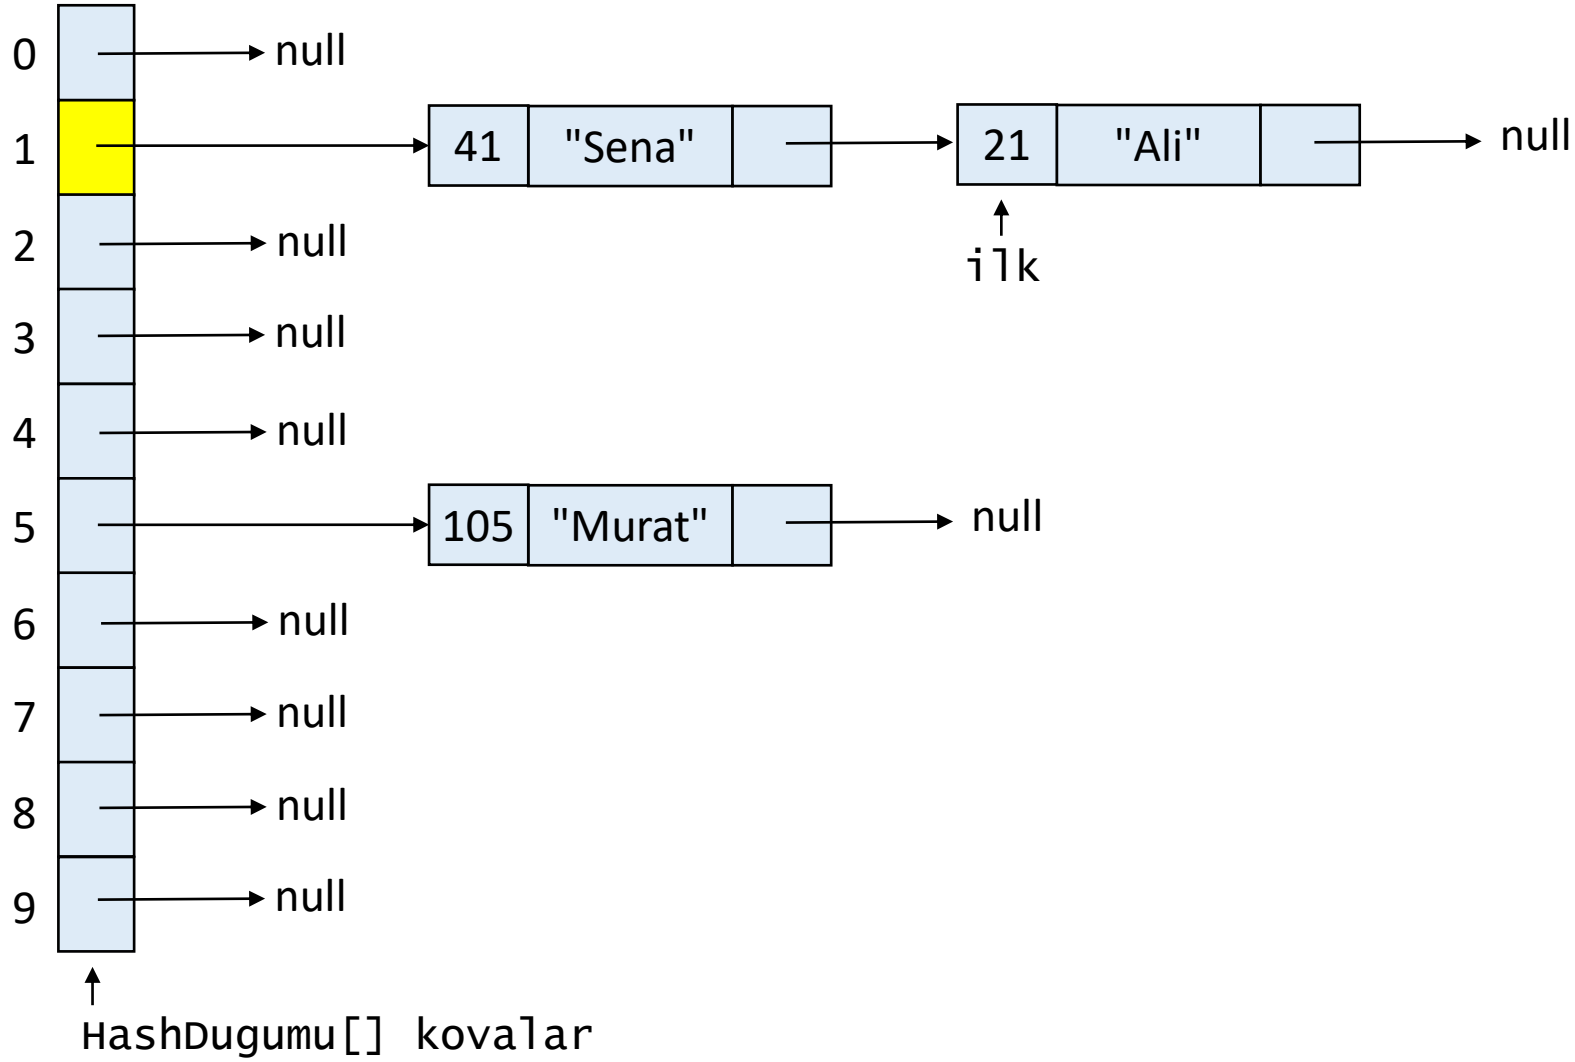 0 null
1 41 "Sena" 21 "Ali" null
2 null
ilk
3 null
4 null
5 105 "Murat" null
6 null
7 null
8 null
9 null
HashDugumu[] kovalar